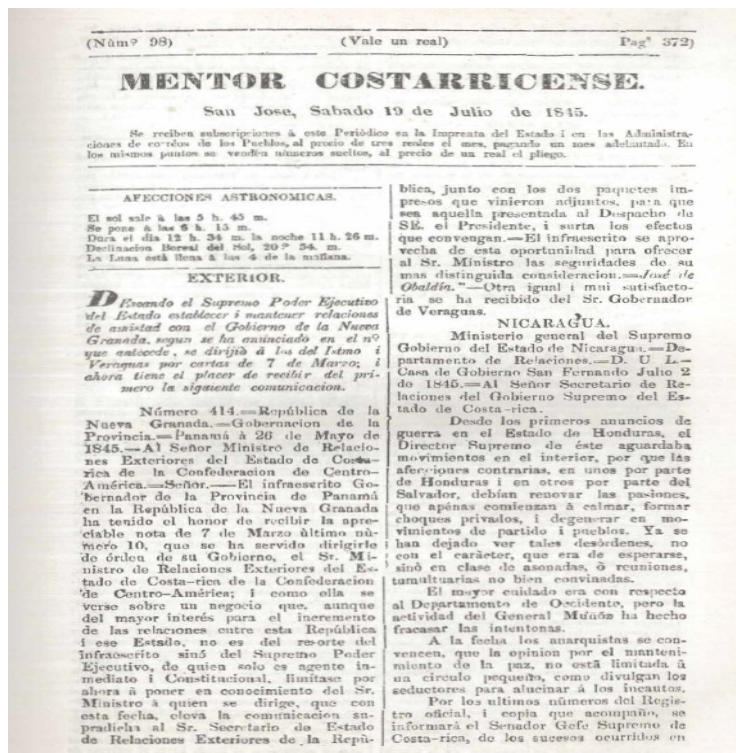 (Núm? 98)
(Vale un real)
Pagª 372)
MENTOR COSTARRICENSE.
San Jose, Sabado 19 de Julio de 1845.
Se reciben subscripciones á este Periódico en la Imprenta del Estado i en las Administra-
ciones de correos de los Pueblos, al precio de tres reales el mes, pagando un mes adelantado. En
los mismos puntos se venden números sueltos, al precio de un real el pliego.
AFECCIONES ASTRONOMICAS.
El sol sale á las 5 h. 45 m.
Se pone á las 6 h. 15 m.
Dura el dia 12 h. 34 m. la noche 11 h. 26 m.
Declinacion Boreal del Sol, 20? 54. m.
La Luna está llena á las 4 de la mañana.
EXTERIOR.
DEseando el Supremo Poder Ejecutivo
del Estado establecer i mantener relaciones
de amistad con el Gobierno de la Nueva
Granada, segun se ha anunciado en el nº
que antecede, se dirijió á los del Istmo i
Veraguas por cartas de 7 de Marzo; i
ahora tiene el placer de recibir del pri-
mero la siguiente comunicacion.
Número 414.=República de la
Nueva Granada.=Gobernacion de la
Provincia.=Panamá á 26 de Mayo de
1845.—Al Señor Ministro de Relacio-
nes Exteriores del Estado de Costa-
rica de la Confederacion de Centro-
América.=Señor.—El infraescrito Go-
bernador de la Provincia de Panamá
en la República de la Nueva Granada
ha tenido el honor de recibir la apre-
ciable nota de 7 de Marzo último nú-
mero 10, que se ha servido dirigirle
de órden de su Gobierno, el Sr. Mi-
nistro de Relaciones Exteriores del Es-
tado de Costa-rica de la Confederacion
de Centro-América; i como ella se
verse sobre un negocio que, aunque
del mayor interés para el incremento
de las relaciones entre esta República
i ese Estado, no es del resorte del
infraescrito sinó del Supremo Poder
Ejecutivo, de quien solo es agente in-
mediato i Constitucional, limítase por
ahora á poner en conocimiento del Sr.
Ministro á quien se dirige, que con
esta fecha, eleva la comunicacion su-
pradicha al Sr. Secretario de Estado
de Relaciones Exteriores de la Repú-
blica, junto con los dos paquetes im-
presos que vinieron adjuntos, para que
sea aquella presentada al Despacho de
SE. el Presidente, i surta los efectos
que convengan.—El infraescrito se apro-
vecha de esta oportunidad para ofrecer
al Sr. Ministro las seguridades de su
mas distinguida consideracion.=José de
Obaldía."—Otra igual i mui satisfacto-
ria se ha recibido del Sr. Gobernador
de Veraguas.
NICARAGUA.
Ministerio general del Supremo
Gobierno del Estado de Nicaragua.=De-
partamento de Relaciones.=D. U L.-
Casa de Gobierno San Fernando Julio 2
de 1845.=Al Señor Secretario de Re-
laciones del Gobierno Supremo del Es-
tado de Costa-rica.
Desde los primeros anuncios de
guerra en el Estado de Honduras, el
Director Supremo de éste aguardaba
movimientos en el interior, por que las
afecciones contrarias, en unos por parte
de Honduras i en otros por parte del
Salvador, debían renovar las pasiones,
que apénas comienzan á calmar, formar
choques privados, i degenerar en mo-
vimientos de partido i pueblos. Ya se
han dejado ver tales desórdenes, no
con el carácter, que era de esperarse,
sinó en clase de asonadas, ó reuniones,
tumultuarias no bien convinadas.
El mayor cuidado era con respecto
al Departamento de Occidente, pero la
actividad del General Muñóz ha hecho
fracasar las intentonas.
A la fecha los anarquistas se con-
vencen, que la opinion por el manteni-
miento de la paz, no está limitada á
un circulo pequeño, como divulgan los
seductores para alucinar á los incautos.
Por los ultimos números del Regis-
tro oficial, i copia que acompaño, se
informará el Senador Gefe Supremo de
Costa-rica, de los sucesos ocurridos en